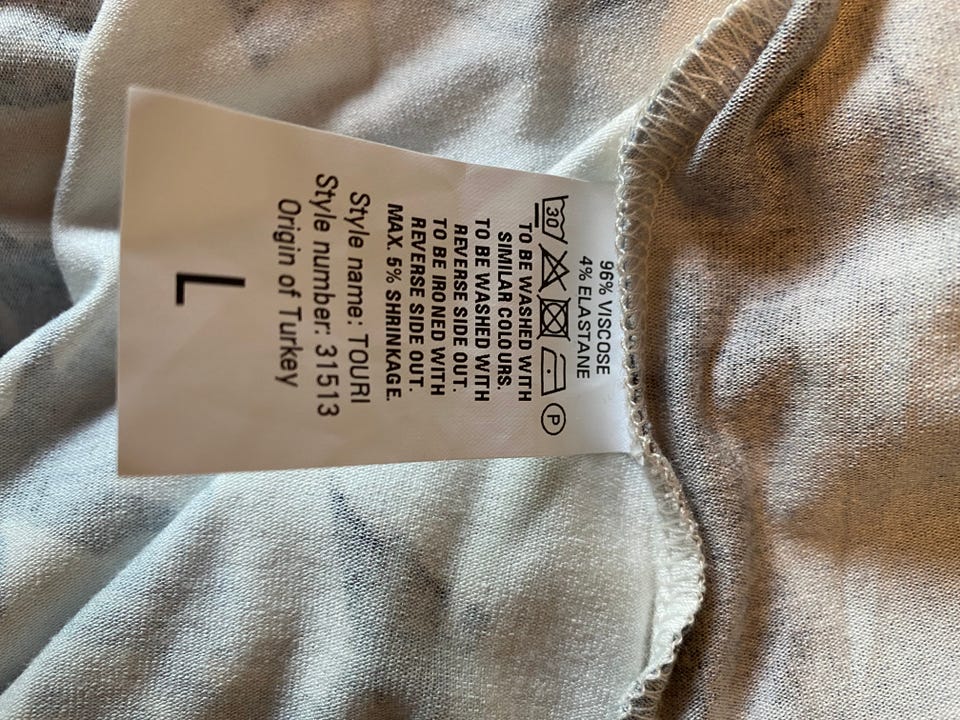 96% VISCOSE
4% ELASTANE
30 P
TO BE WASHED WITH
SIMILAR COLOURS.
TO BE WASHED WITH
REVERSE SIDE OUT.
TO BE IRONED WITH
REVERSE SIDE OUT.
MAX. 5% SHRINKAGE.
Style name: TOURI
Style number: 31513
Origin of Turkey
L